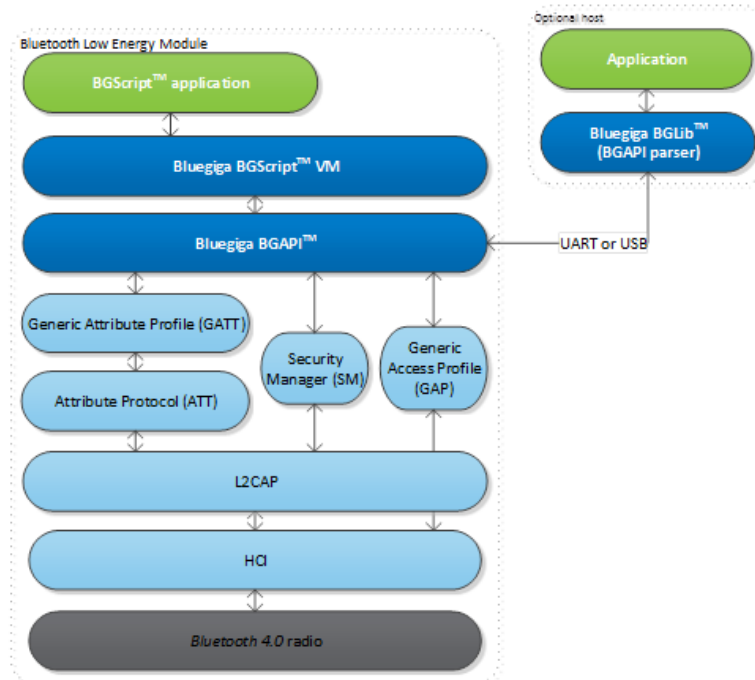 Optional host
Bluetooth Low Energy Module
BGScript™ application
Application
Bluegiga BGLib™
(BGAPI parser)
Bluegiga BGScript™ VM
Bluegiga BGAPI™
UART or USB
Generic Attribute Profile (GATT)
Security
Manager (SM)
Generic
Access Profile
(GAP)
Attribute Protocol (ATT)
L2CAP
HCI
Bluetooth 4.0 radio